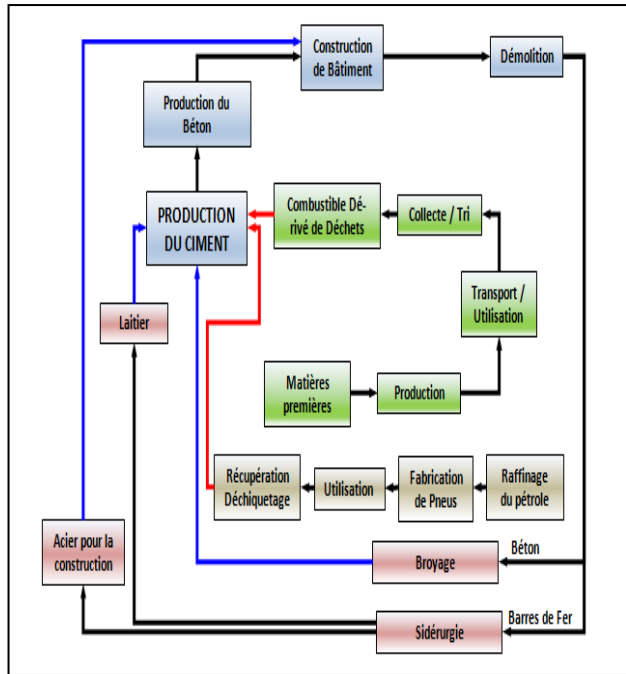 Construction
de Bâtiment
Démolition
Production du
Béton
PRODUCTION
DU CIMENT
Combustible Dé-
rivé de Déchets
Collecte / Tri
Transport /
Utilisation
Laitier
Matières
premières
Production
Récupération
Déchiquetage
Utilisation
Fabrication
de Pneus
Raffinage
du pétrole
Acier pour la
construction
Broyage
Béton
Barres de Fer
Sidérurgie